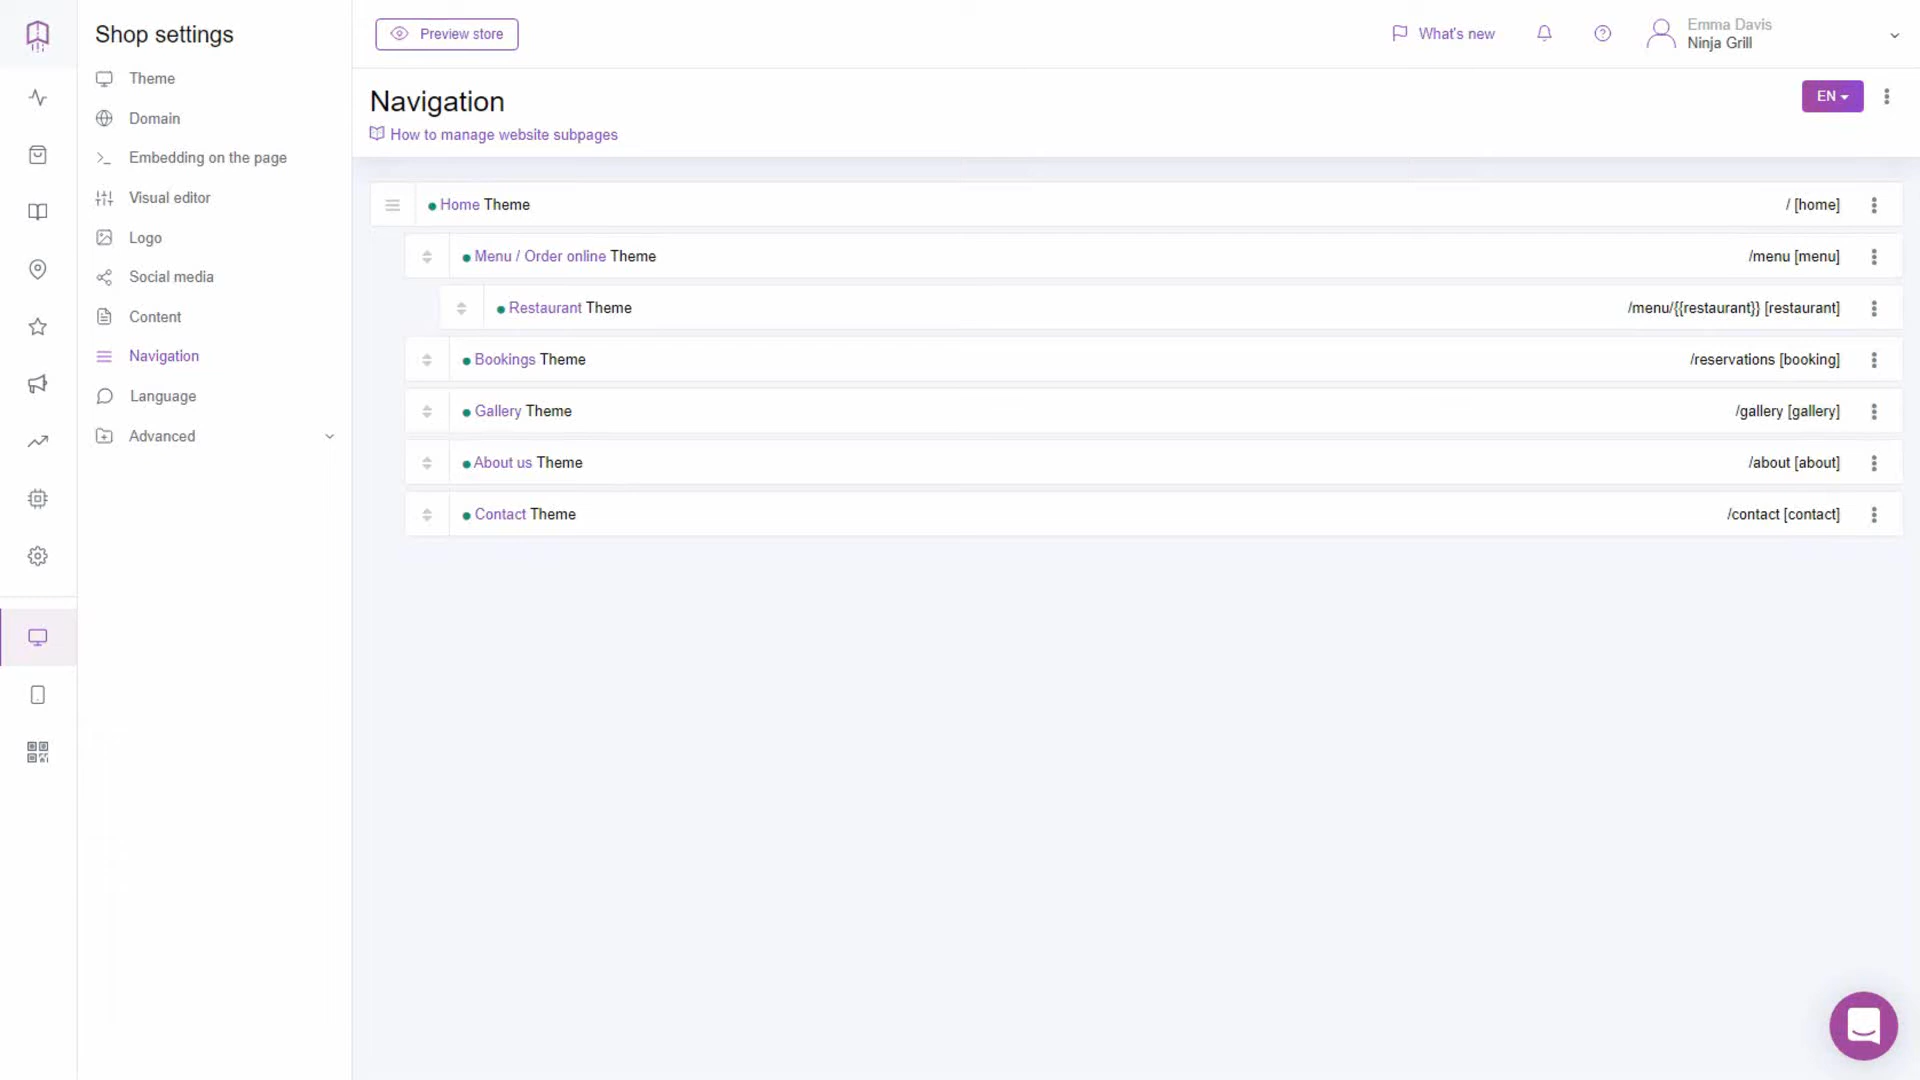 Shop settings
Theme
Domain
Embedding on the page
Visual editor
Logo
Social media
Content
Navigation
Language
Advanced
Preview store
What's new
Emma Davis
Ninja Grill
Navigation
EN
How to manage website subpages
Home Theme / [home]
Menu / Order online Theme /menu [menu]
Restaurant Theme /menu/{{restaurant}} [restaurant]
Bookings Theme /reservations [booking]
Gallery Theme /gallery [gallery]
About us Theme /about [about]
Contact Theme /contact [contact]